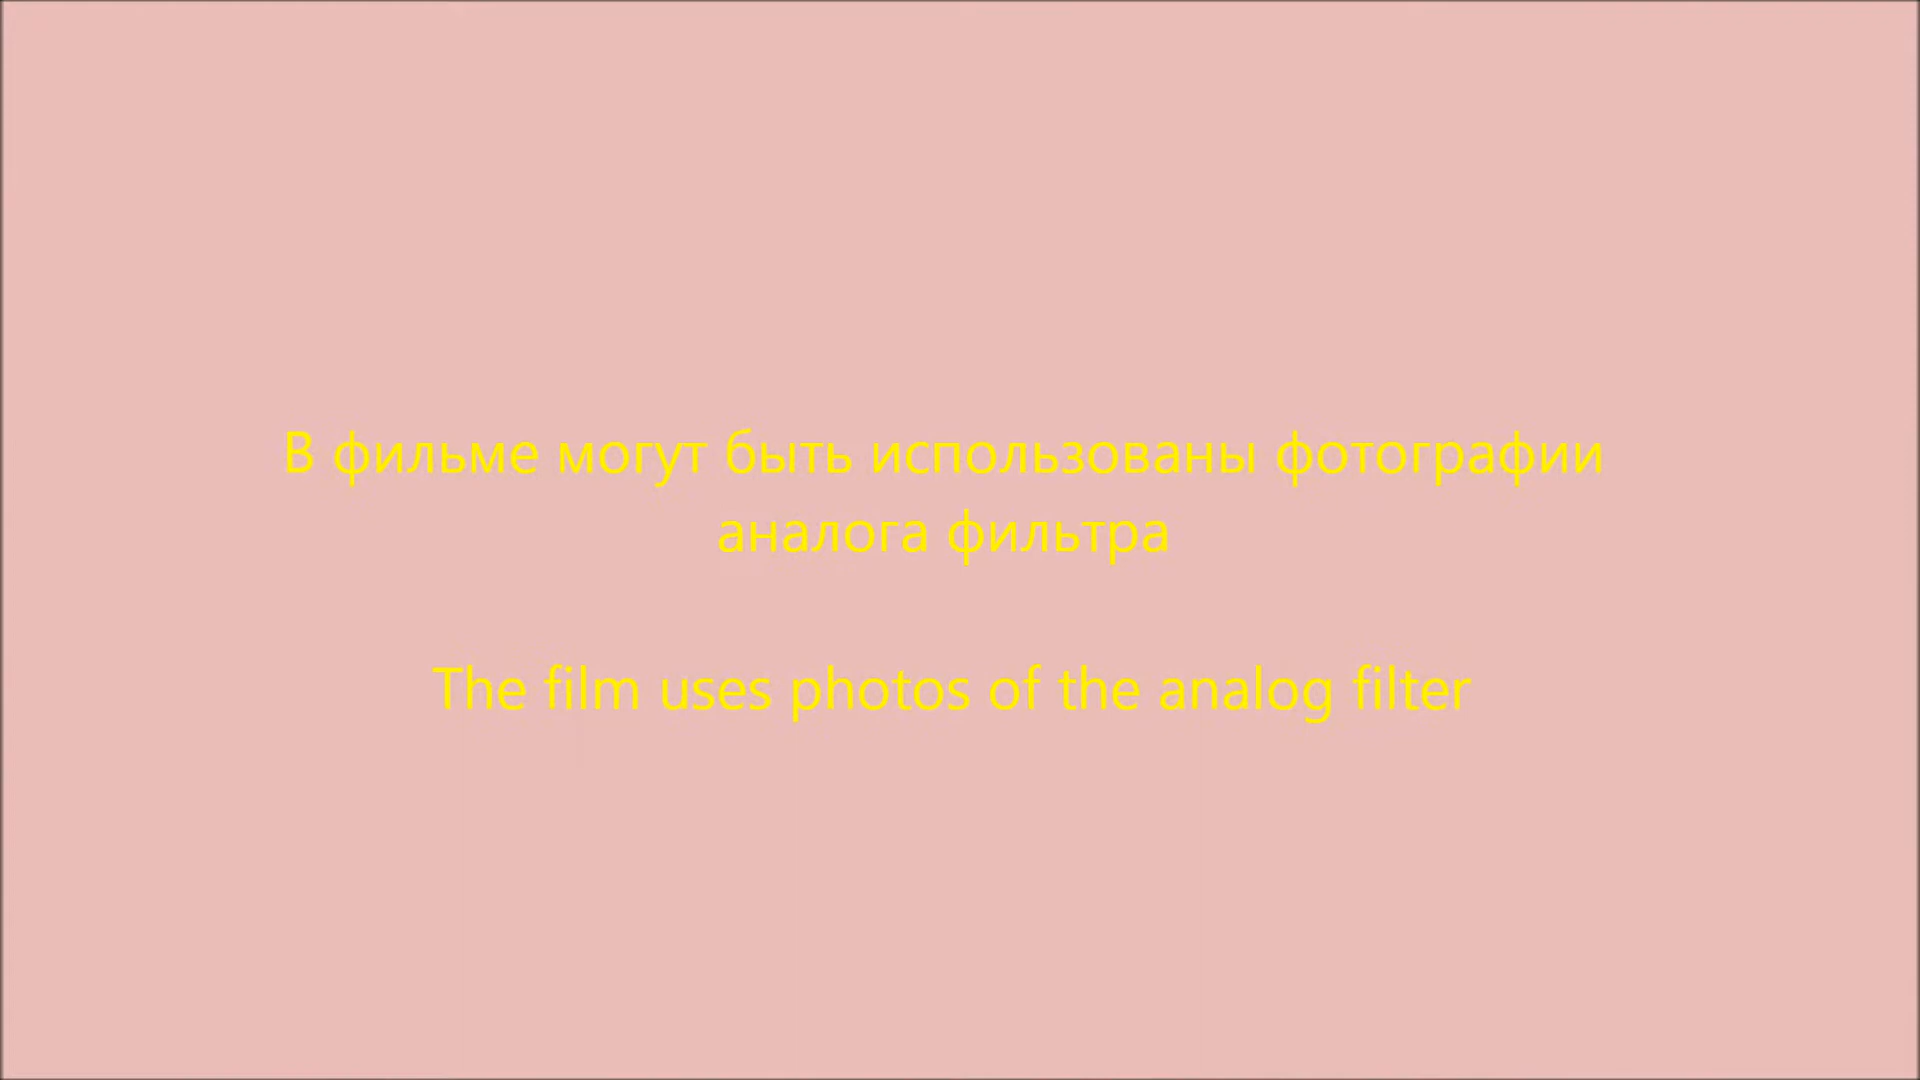 В фильме могут быть использованы фотографии
аналога фильтра
The film uses photos of the analog filter